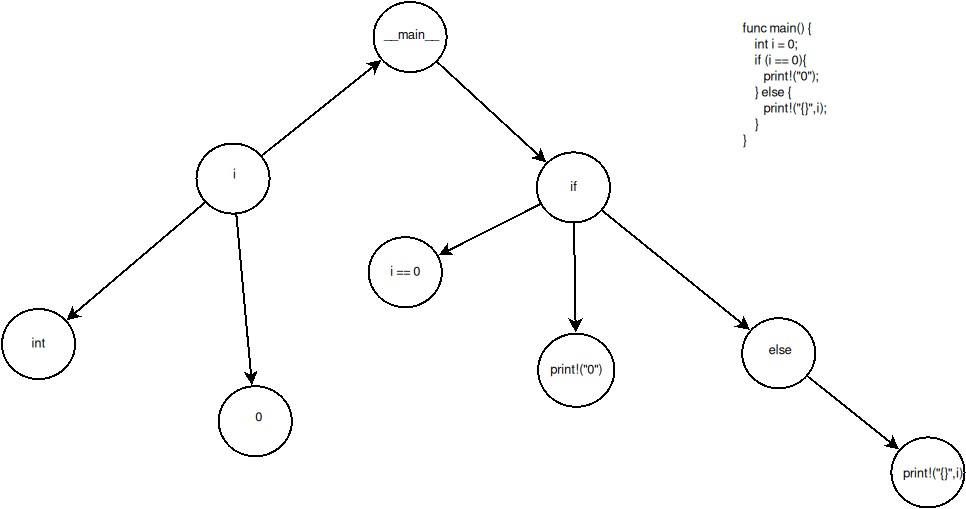 __main__
func main() {
int i = 0;
if (i == 0){
print!("0");
} else {
print!("{}",i);
}
}
i
if
i == 0
int
else
print!("0")
0
print!("{}",i)